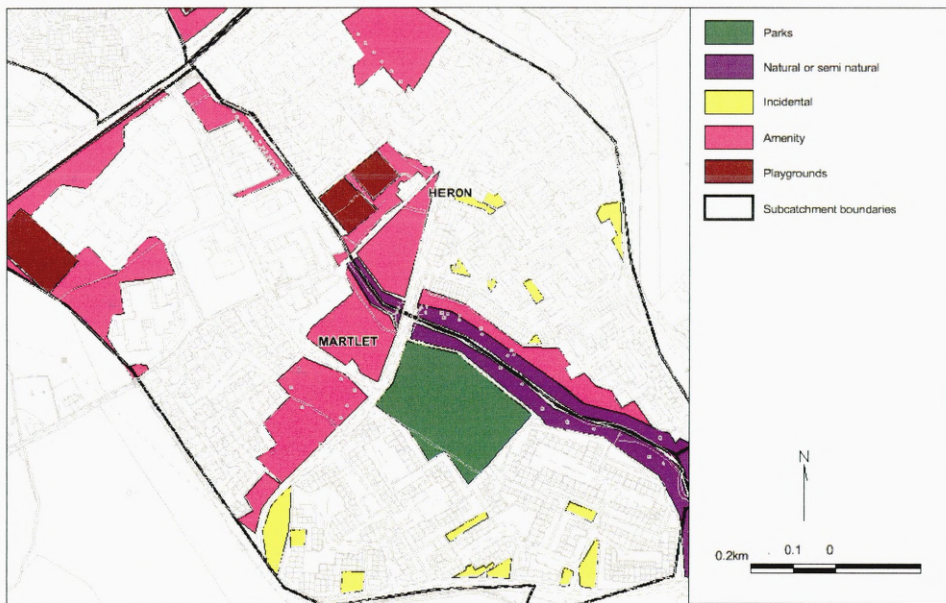 Parks
Natural or semi natural
Incidental
Amenity
Playgrounds
Subcatchment boundaries
HERON
MARTLET
N
0.2km 0.1 0